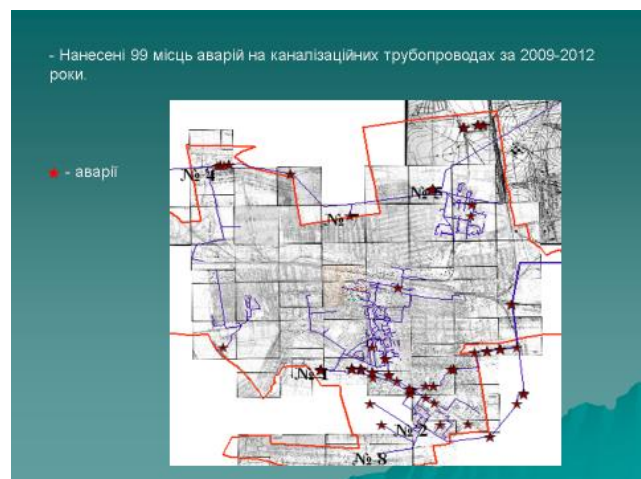 - Нанесені 99 місць аварій на каналізаційних трубопроводах за 2009-2012
роки.
- аварії
№ 4
№ 5
№
№ 1
№ 2
№ 8